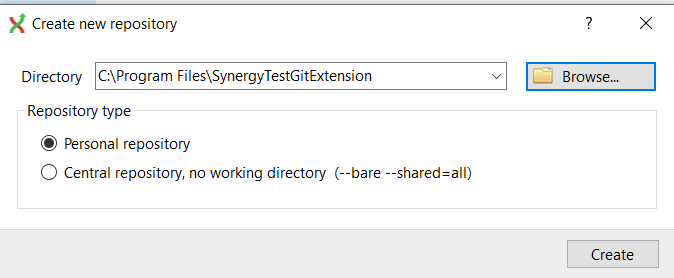 Create new repository
Directory C:\Program Files\SynergyTestGitExtension Browse...
Repository type
Personal repository
Central repository, no working directory (--bare --shared=all)
Create